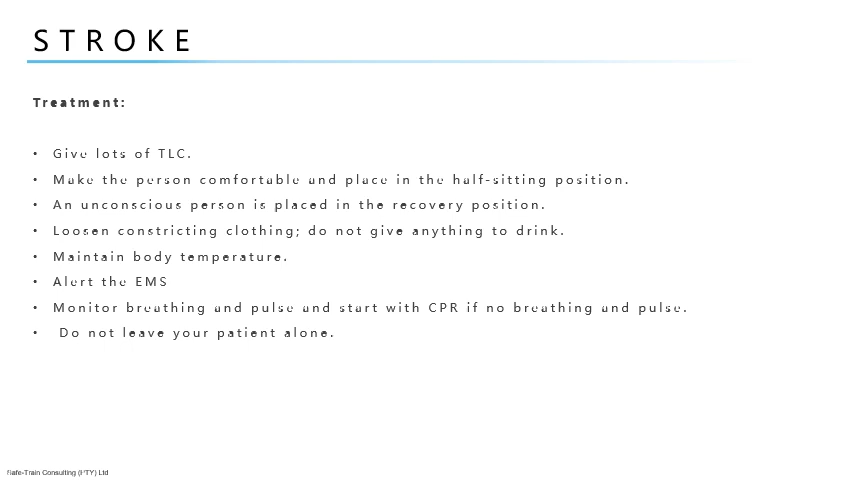 STROKE
Treatment:
• Give lots of TLC.
• Make the person comfortable and place in the half-sitting position.
• An unconscious person is placed in the recovery position.
• Loosen constricting clothing; do not give anything to drink.
• Maintain body temperature.
• Alert the EMS
• Monitor breathing and pulse and start with CPR if no breathing and pulse.
• Do not leave your patient alone.
Safe-Train Consulting (PTY) Ltd